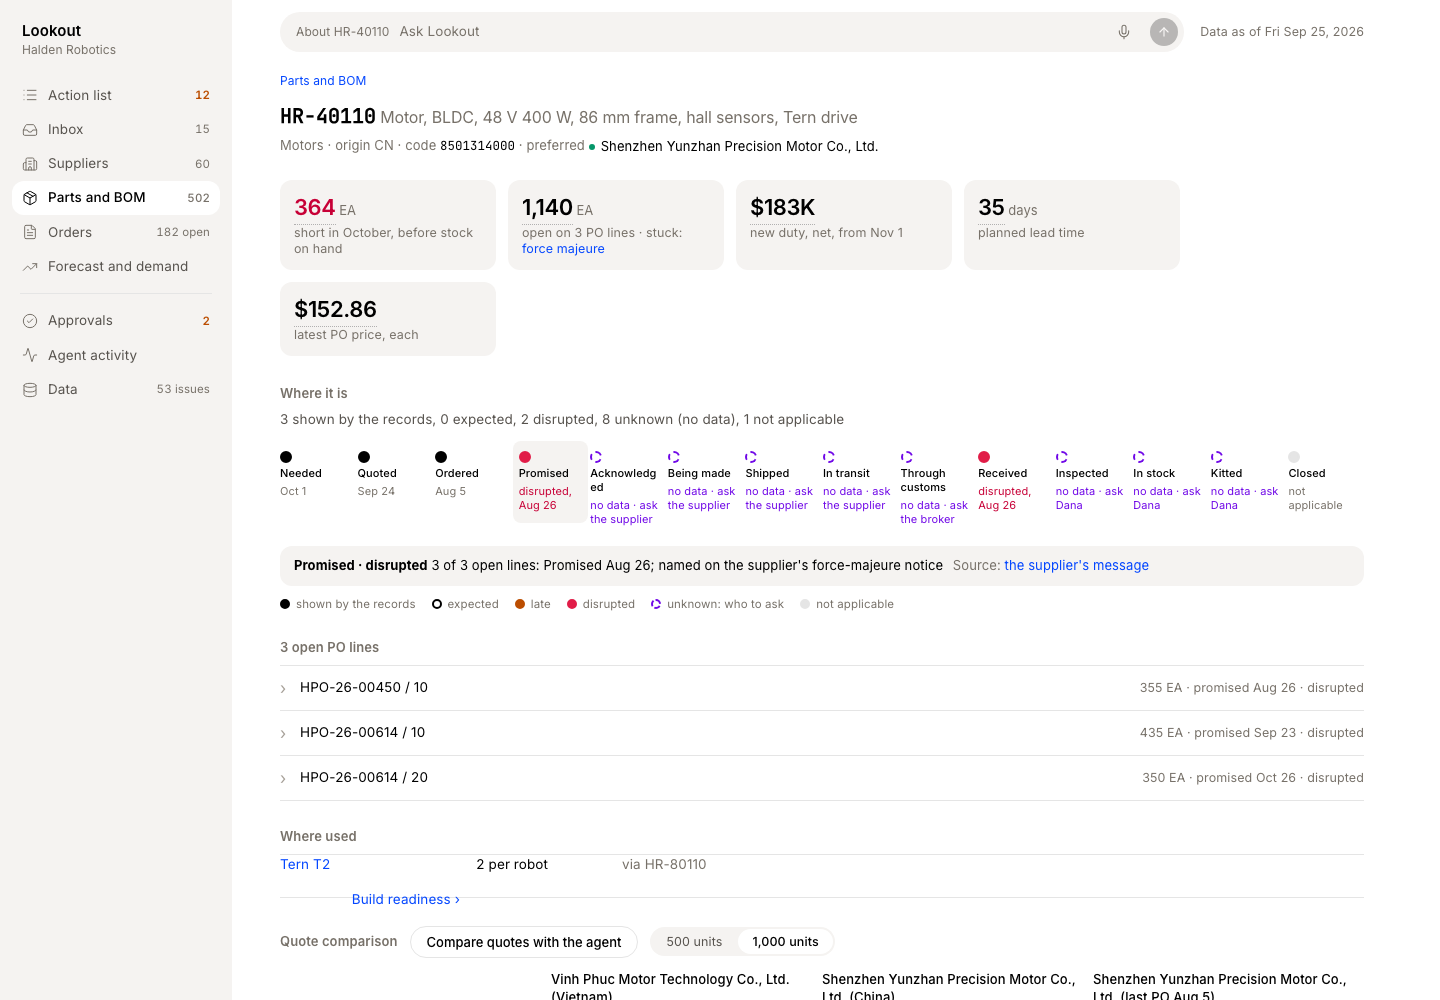 Lookout
Halden Robotics
Action list 12
Inbox 15
Suppliers 60
Parts and BOM 502
Orders 182 open
Forecast and demand
Approvals 2
Agent activity
Data 53 issues
About HR-40110 Ask Lookout
Data as of Fri Sep 25, 2026
Parts and BOM
HR-40110 Motor, BLDC, 48 V 400 W, 86 mm frame, hall sensors, Tern drive
Motors · origin CN · code 8501314000 · preferred Shenzhen Yunzhan Precision Motor Co., Ltd.
364 EA
short in October, before stock
on hand
1,140 EA
open on 3 PO lines · stuck:
force majeure
$183K
new duty, net, from Nov 1
35 days
planned lead time
$152.86
latest PO price, each
Where it is
3 shown by the records, 0 expected, 2 disrupted, 8 unknown (no data), 1 not applicable
Needed
Oct 1
Quoted
Sep 24
Ordered
Aug 5
Promised
disrupted,
Aug 26
Acknowledg
ed
no data · ask
the supplier
Being made
no data · ask
the supplier
Shipped
no data · ask
the supplier
In transit
no data · ask
the supplier
Through
customs
no data · ask
the broker
Received
disrupted,
Aug 26
Inspected
no data · ask
Dana
In stock
no data · ask
Dana
Kitted
no data · ask
Dana
Closed
not
applicable
Promised · disrupted 3 of 3 open lines: Promised Aug 26; named on the supplier's force-majeure notice Source: the supplier's message
shown by the records expected late disrupted unknown: who to ask not applicable
3 open PO lines
HPO-26-00450 / 10 355 EA · promised Aug 26 · disrupted
HPO-26-00614 / 10 435 EA · promised Sep 23 · disrupted
HPO-26-00614 / 20 350 EA · promised Oct 26 · disrupted
Where used
Tern T2 2 per robot via HR-80110
Build readiness ›
Quote comparison Compare quotes with the agent 500 units 1,000 units
Vinh Phuc Motor Technology Co., Ltd.
(Vietnam)
Shenzhen Yunzhan Precision Motor Co.,
Ltd. (China)
Shenzhen Yunzhan Precision Motor Co.,
Ltd. (last PO Aug 5)